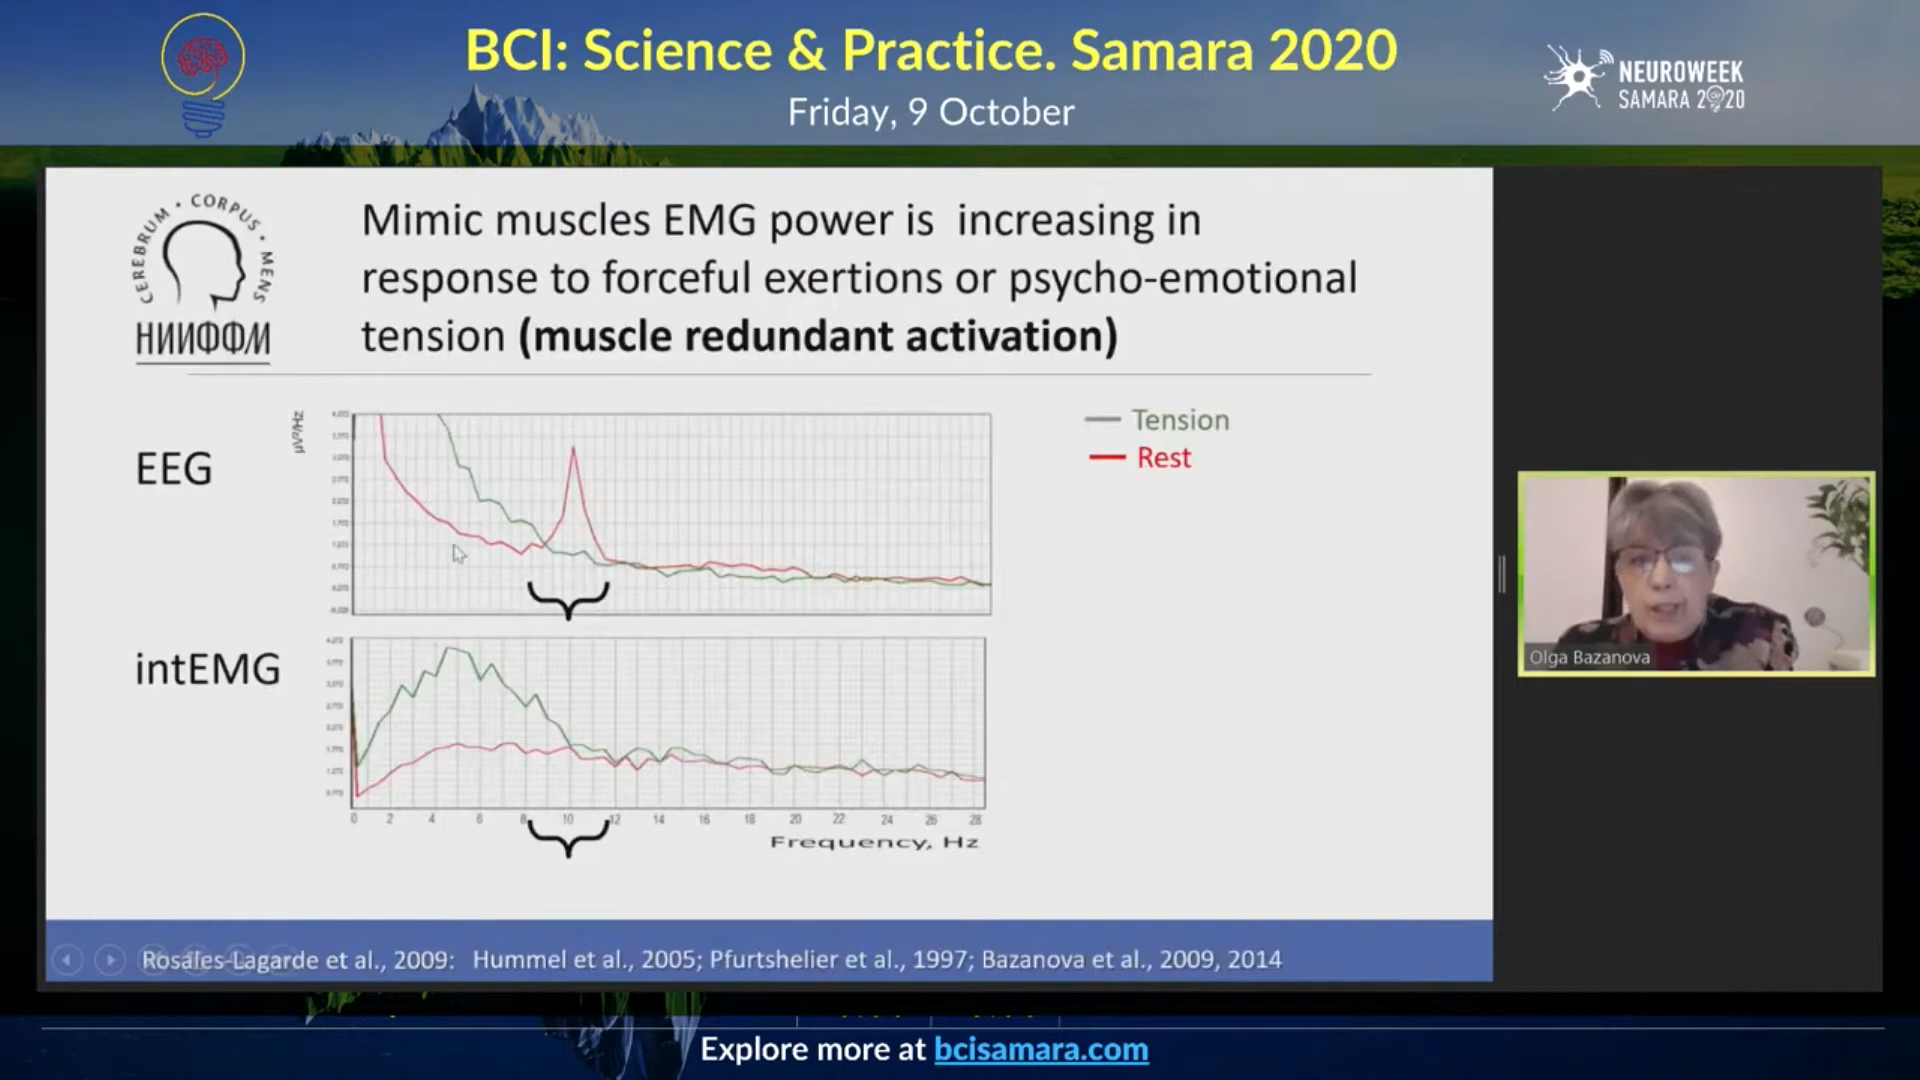 BCI: Science & Practice. Samara 2020
Friday, 9 October
NEUROWEEK
SAMARA 2020
CEREBRUM • CORPUS • MENS
НИИФФМ
Mimic muscles EMG power is increasing in
response to forceful exertions or psycho-emotional
tension (muscle redundant activation)
EEG
µV²/Hz
Tension
Rest
intEMG
0 2 4 6 8 10 12 14 16 18 20 22 24 26 28
Frequency, Hz
Olga Bazanova
Rosales-Lagarde et al., 2009: Hummel et al., 2005; Pfurtshelier et al., 1997; Bazanova et al., 2009, 2014
Explore more at bcisamara.com